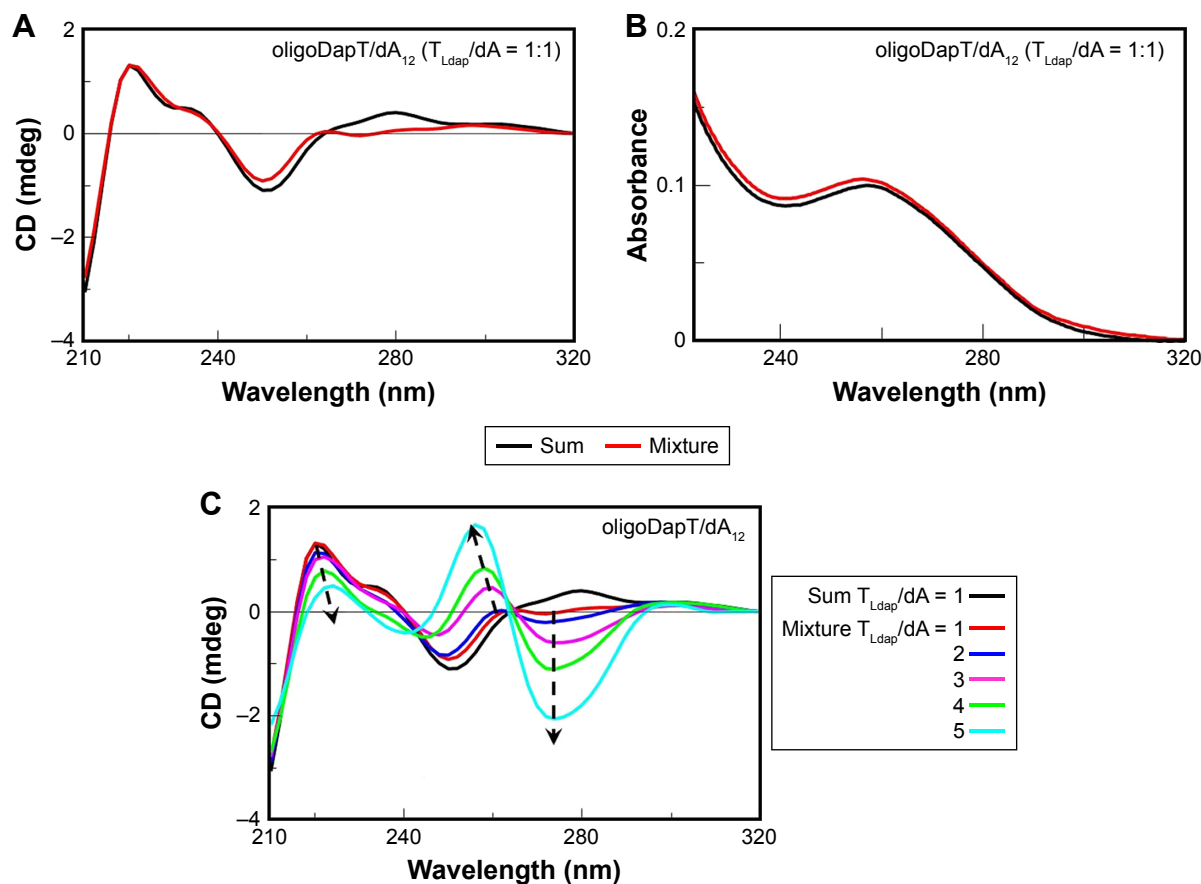 A
oligoDapT/dA12 (TLdap/dA = 1:1)
2
0
–2
–4
CD (mdeg)
210
240
280
320
Wavelength (nm)
B
oligoDapT/dA12 (TLdap/dA = 1:1)
0.2
0.1
0
Absorbance
240
280
320
Wavelength (nm)
Sum Mixture
C
oligoDapT/dA12
2
0
–2
–4
CD (mdeg)
210
240
280
320
Wavelength (nm)
Sum TLdap/dA = 1
Mixture TLdap/dA = 1
2
3
4
5